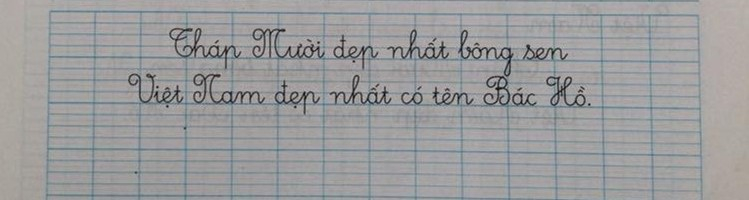 Tháp Mười đẹp nhất bông sen
Việt Nam đẹp nhất có tên Bác Hồ.